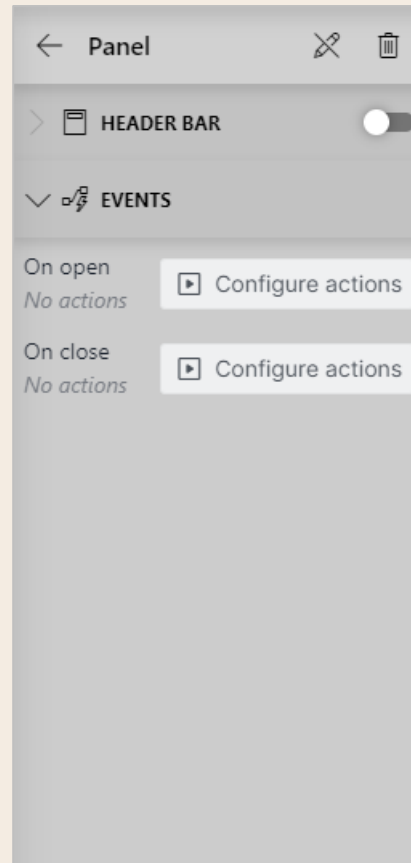 Panel
HEADER BAR
EVENTS
On open
No actions
Configure actions
On close
No actions
Configure actions